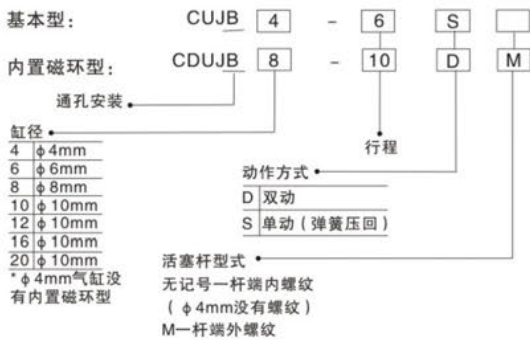 基本型: CUJB 4 - 6 S
内置磁环型: CDUJB 8 - 10 D M
通孔安装
缸径
行程
4 φ4mm
6 φ6mm
8 φ8mm
10 φ10mm
12 φ10mm
16 φ10mm
20 φ10mm
*φ4mm气缸没
有内置磁环型
动作方式
D 双动
S 单动(弹簧压回)
活塞杆型式
无记号一杆端内螺纹
(φ4mm没有螺纹)
M一杆端外螺纹